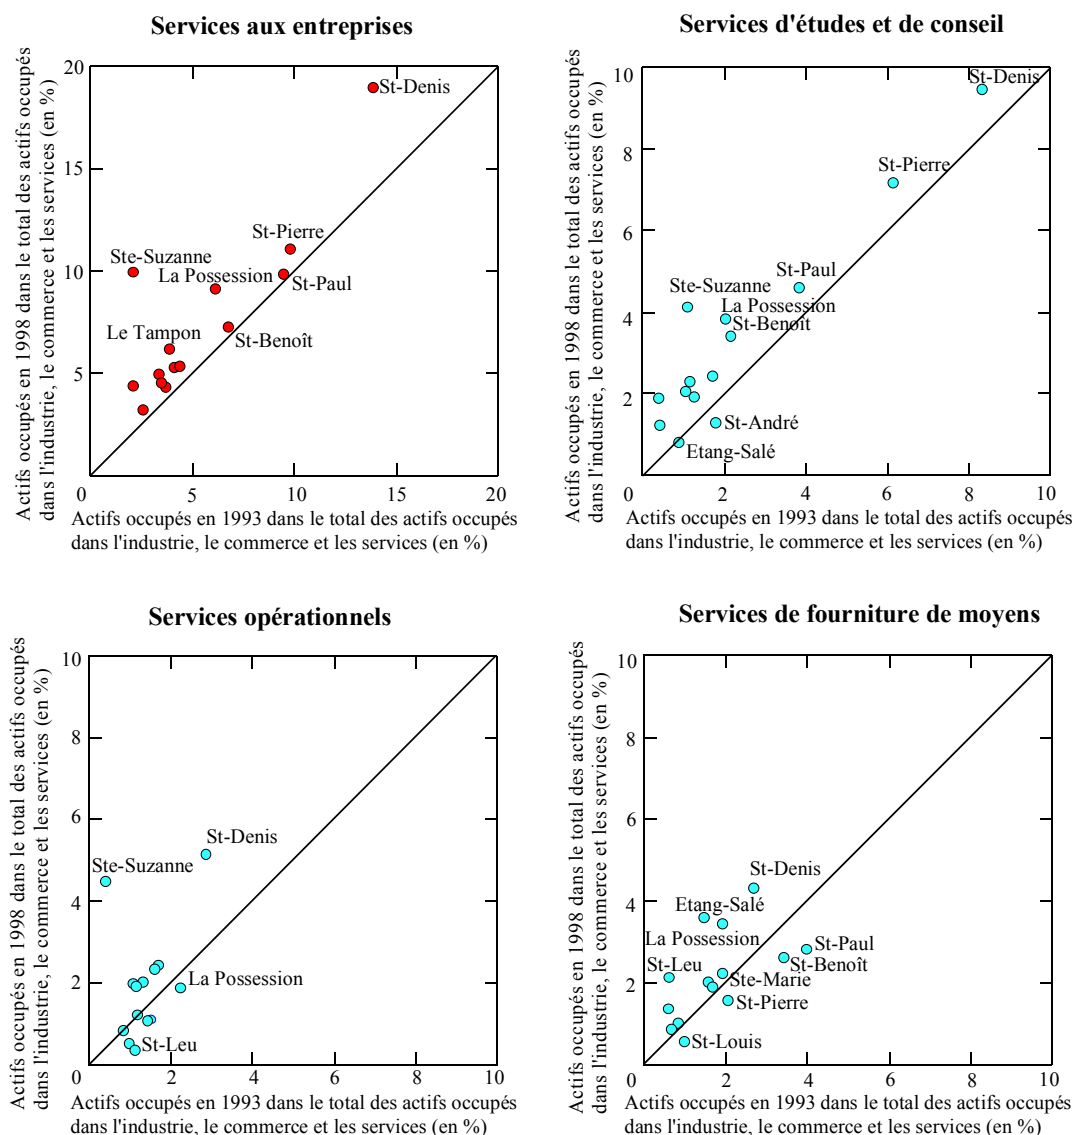 Services aux entreprises
Actifs occupés en 1998 dans le total des actifs occupés
dans l'industrie, le commerce et les services (en %)
20
15
10
5
0
5
10
15
20
St-Denis
St-Pierre
Ste-Suzanne
La Possession
St-Paul
Le Tampon
St-Benoît
Actifs occupés en 1993 dans le total des actifs occupés
dans l'industrie, le commerce et les services (en %)
Services d'études et de conseil
Actifs occupés en 1998 dans le total des actifs occupés
dans l'industrie, le commerce et les services (en %)
10
8
6
4
2
0
2
4
6
8
10
St-Denis
St-Pierre
St-Paul
Ste-Suzanne
La Possession
St-Benoît
St-André
Etang-Salé
Actifs occupés en 1993 dans le total des actifs occupés
dans l'industrie, le commerce et les services (en %)
Services opérationnels
Actifs occupés en 1998 dans le total des actifs occupés
dans l'industrie, le commerce et les services (en %)
10
8
6
4
2
0
2
4
6
8
10
St-Denis
Ste-Suzanne
La Possession
St-Leu
Actifs occupés en 1993 dans le total des actifs occupés
dans l'industrie, le commerce et les services (en %)
Services de fourniture de moyens
Actifs occupés en 1998 dans le total des actifs occupés
dans l'industrie, le commerce et les services (en %)
10
8
6
4
2
0
2
4
6
8
10
St-Denis
Etang-Salé
La Possession
St-Paul
St-Leu
St-Benoît
Ste-Marie
St-Pierre
St-Louis
Actifs occupés en 1993 dans le total des actifs occupés
dans l'industrie, le commerce et les services (en %)